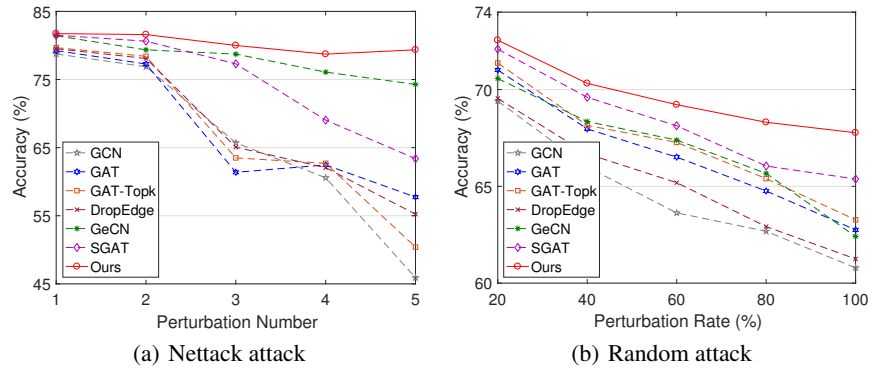 85
75
65
55
45
Accuracy (%)
GCN
GAT
GAT-Topk
DropEdge
GeCN
SGAT
Ours
1 2 3 4 5
Perturbation Number
(a) Nettack attack
74
70
65
60
Accuracy (%)
GCN
GAT
GAT-Topk
DropEdge
GeCN
SGAT
Ours
20 40 60 80 100
Perturbation Rate (%)
(b) Random attack